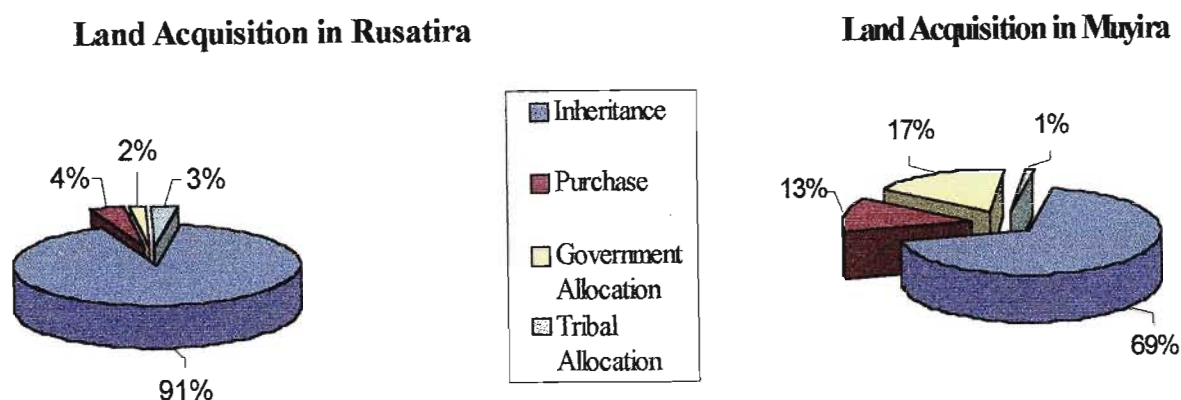 Land Acquisition in Rusatira
2%
4%
3%
91%
Inheritance
Purchase
Government
Allocation
Tribal
Allocation
Land Acquisition in Muyira
17%
1%
13%
69%